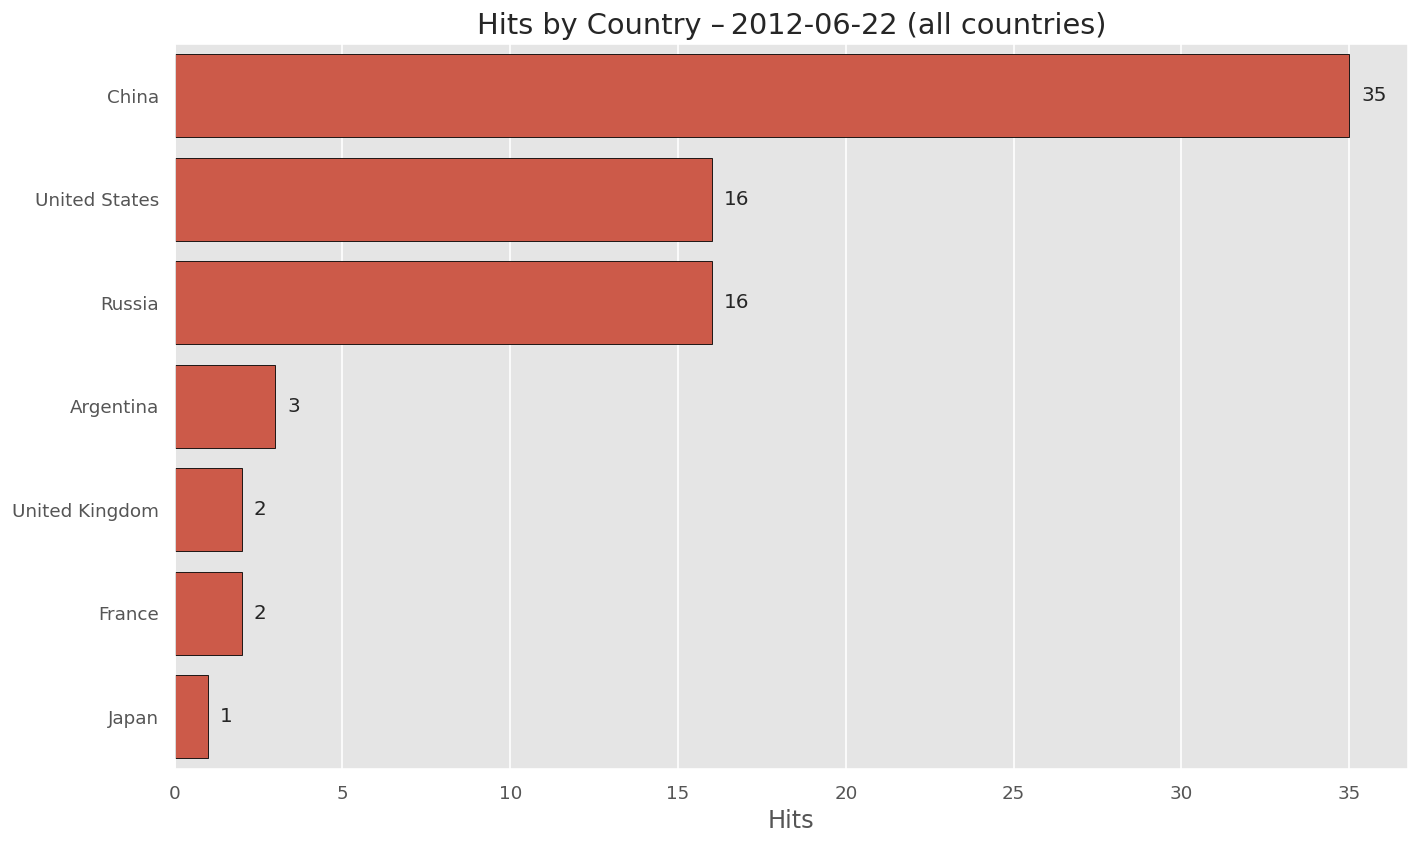 Hits by Country – 2012-06-22 (all countries)
China
35
United States
16
Russia
16
Argentina
3
United Kingdom
2
France
2
Japan
1
0 5 10 15 20 25 30 35
Hits